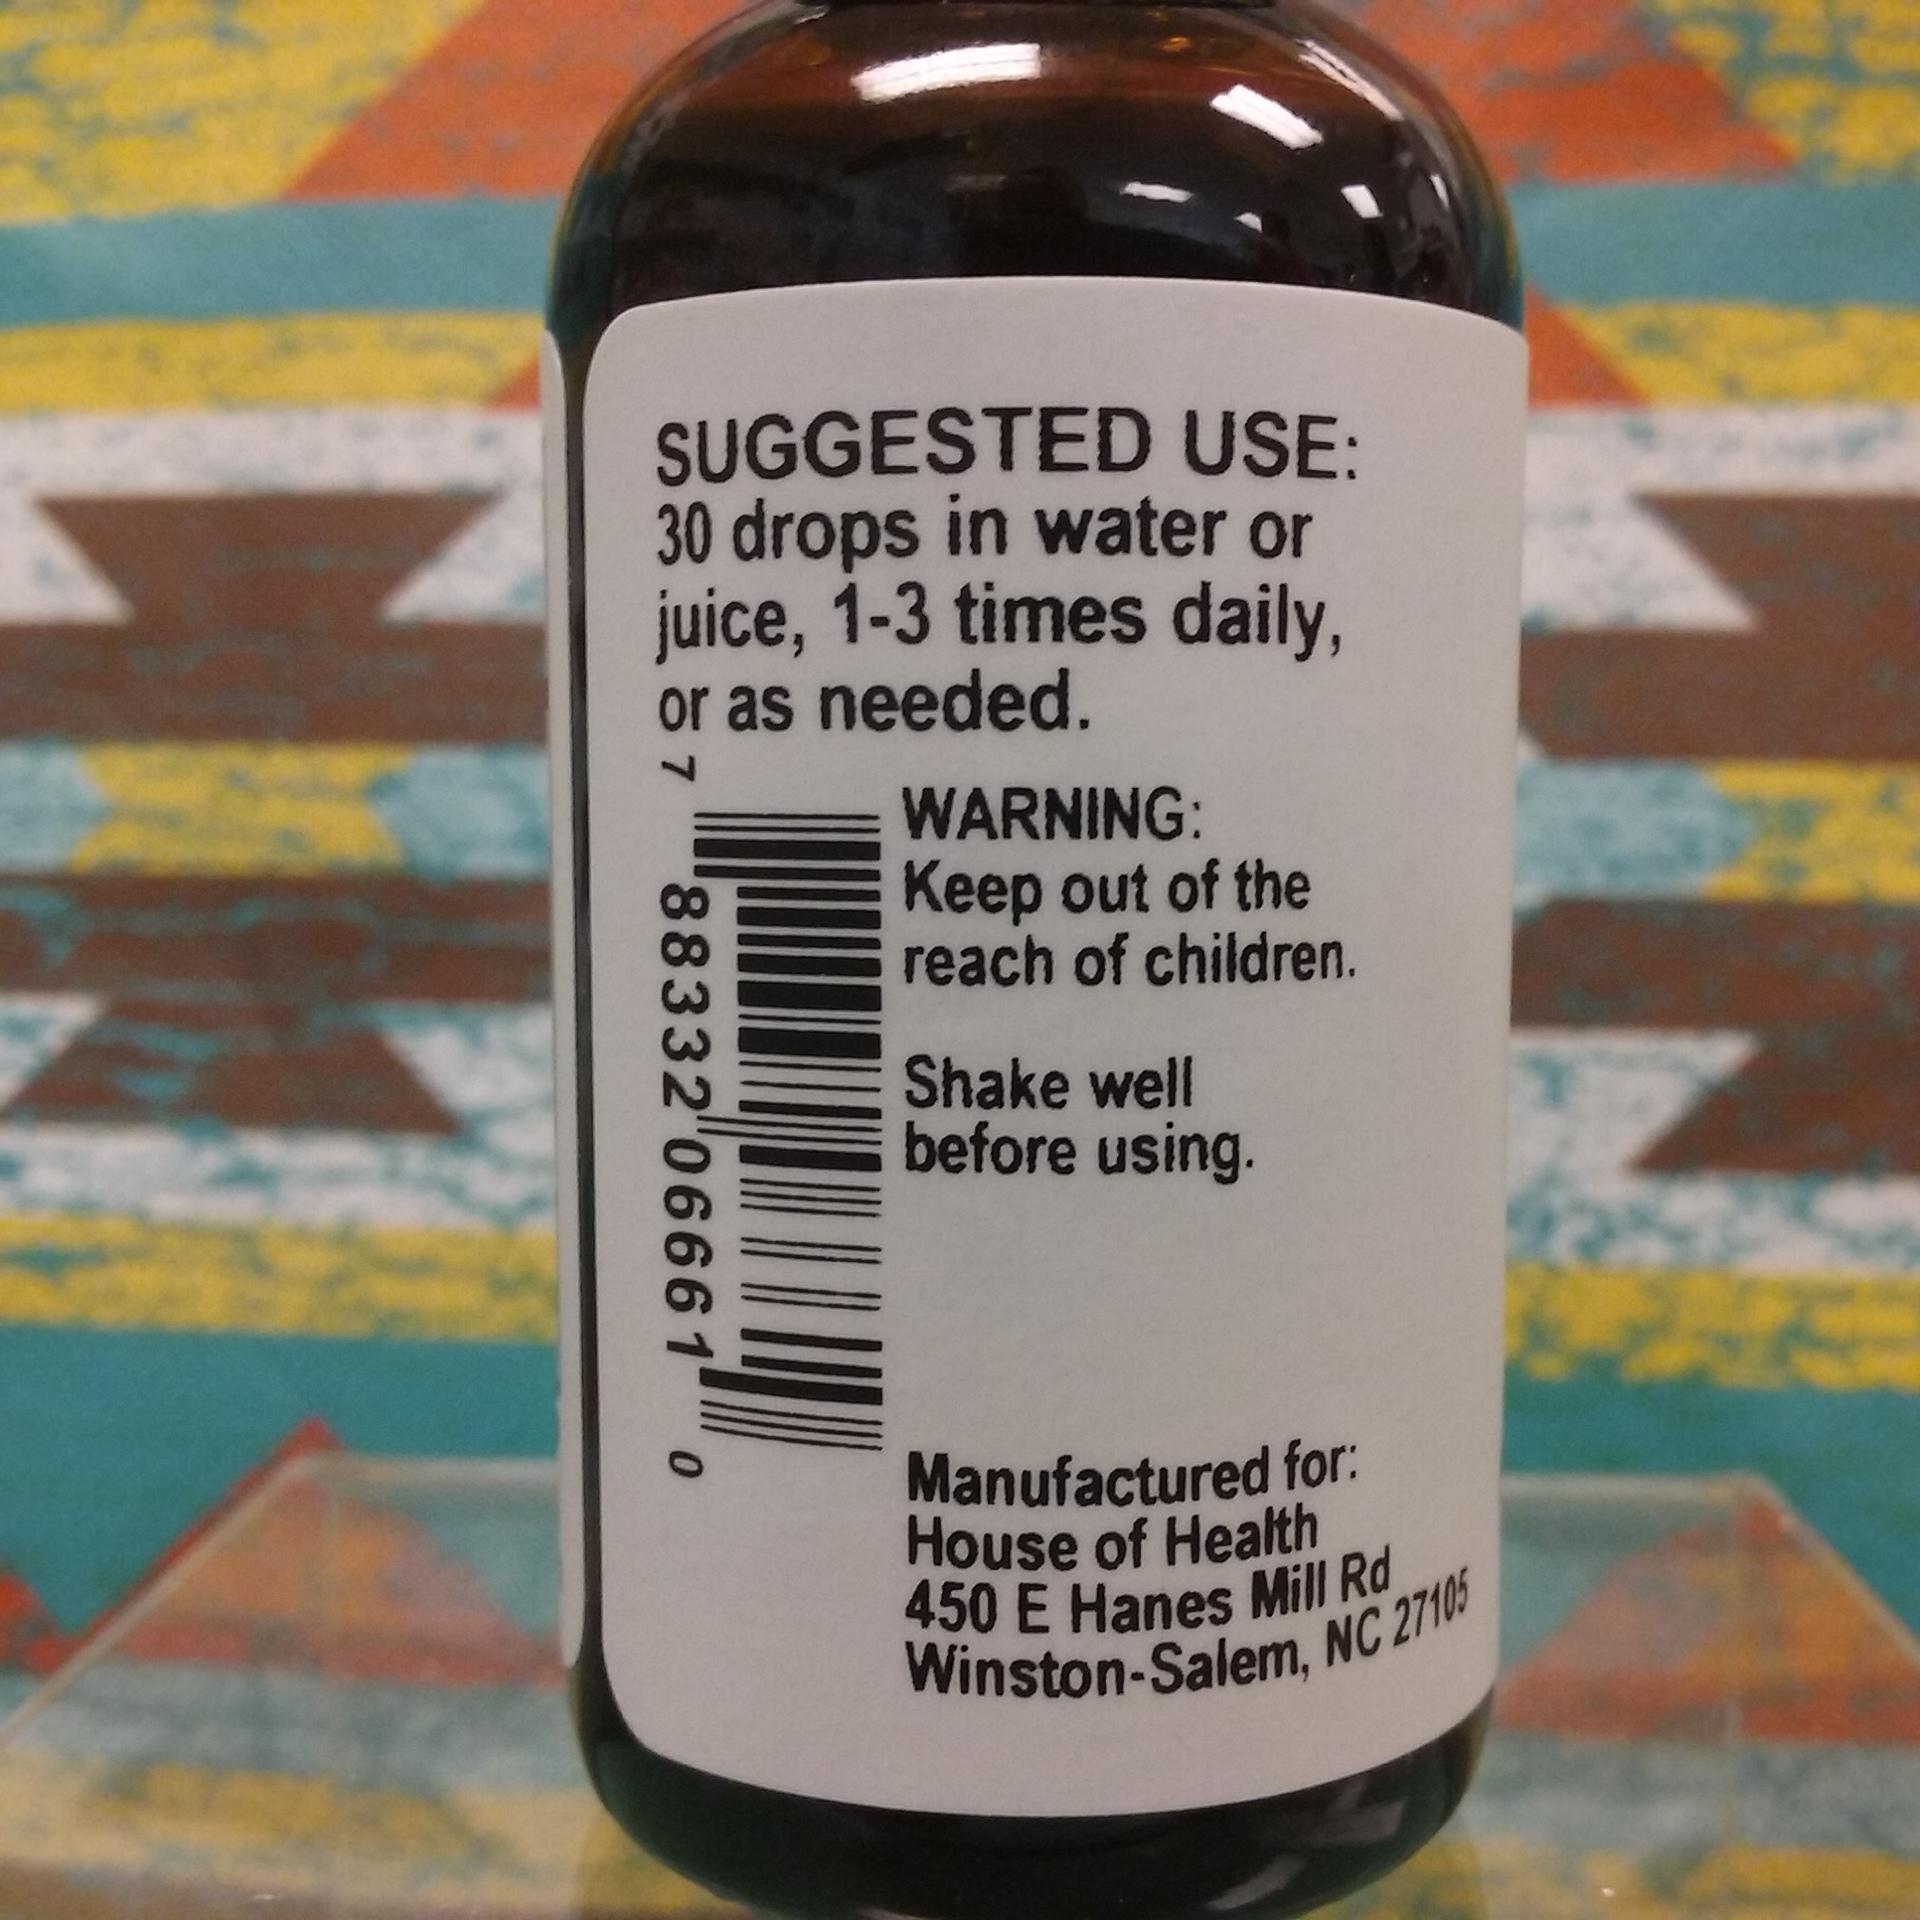 SUGGESTED USE:
30 drops in water or
juice, 1-3 times daily,
or as needed.
7 88332 06661 0
WARNING:
Keep out of the
reach of children.
Shake well
before using.
Manufactured for:
House of Health
450 E Hanes Mill Rd
Winston-Salem, NC 27105